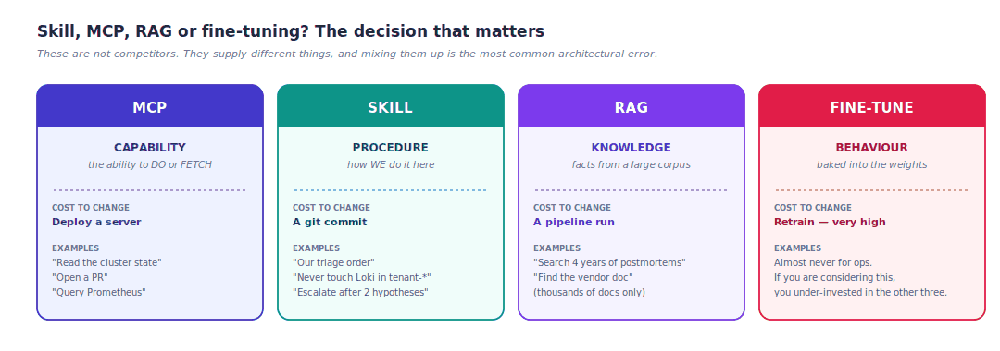 Skill, MCP, RAG or fine-tuning? The decision that matters
These are not competitors. They supply different things, and mixing them up is the most common architectural error.
MCP
CAPABILITY
the ability to DO or FETCH
COST TO CHANGE
Deploy a server
EXAMPLES
"Read the cluster state"
"Open a PR"
"Query Prometheus"
SKILL
PROCEDURE
how WE do it here
COST TO CHANGE
A git commit
EXAMPLES
"Our triage order"
"Never touch Loki in tenant-*"
"Escalate after 2 hypotheses"
RAG
KNOWLEDGE
facts from a large corpus
COST TO CHANGE
A pipeline run
EXAMPLES
"Search 4 years of postmortems"
"Find the vendor doc"
(thousands of docs only)
FINE-TUNE
BEHAVIOUR
baked into the weights
COST TO CHANGE
Retrain — very high
EXAMPLES
Almost never for ops.
If you are considering this,
you under-invested in the other three.